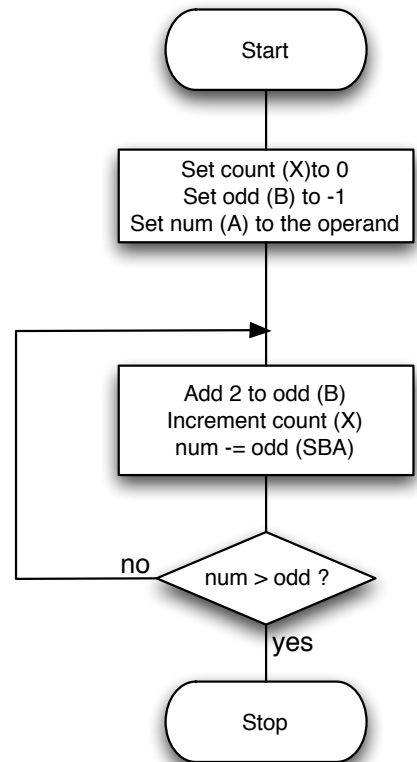 Start
Set count (X)to 0
Set odd (B) to -1
Set num (A) to the operand
Add 2 to odd (B)
Increment count (X)
num -= odd (SBA)
no
num > odd ?
yes
Stop